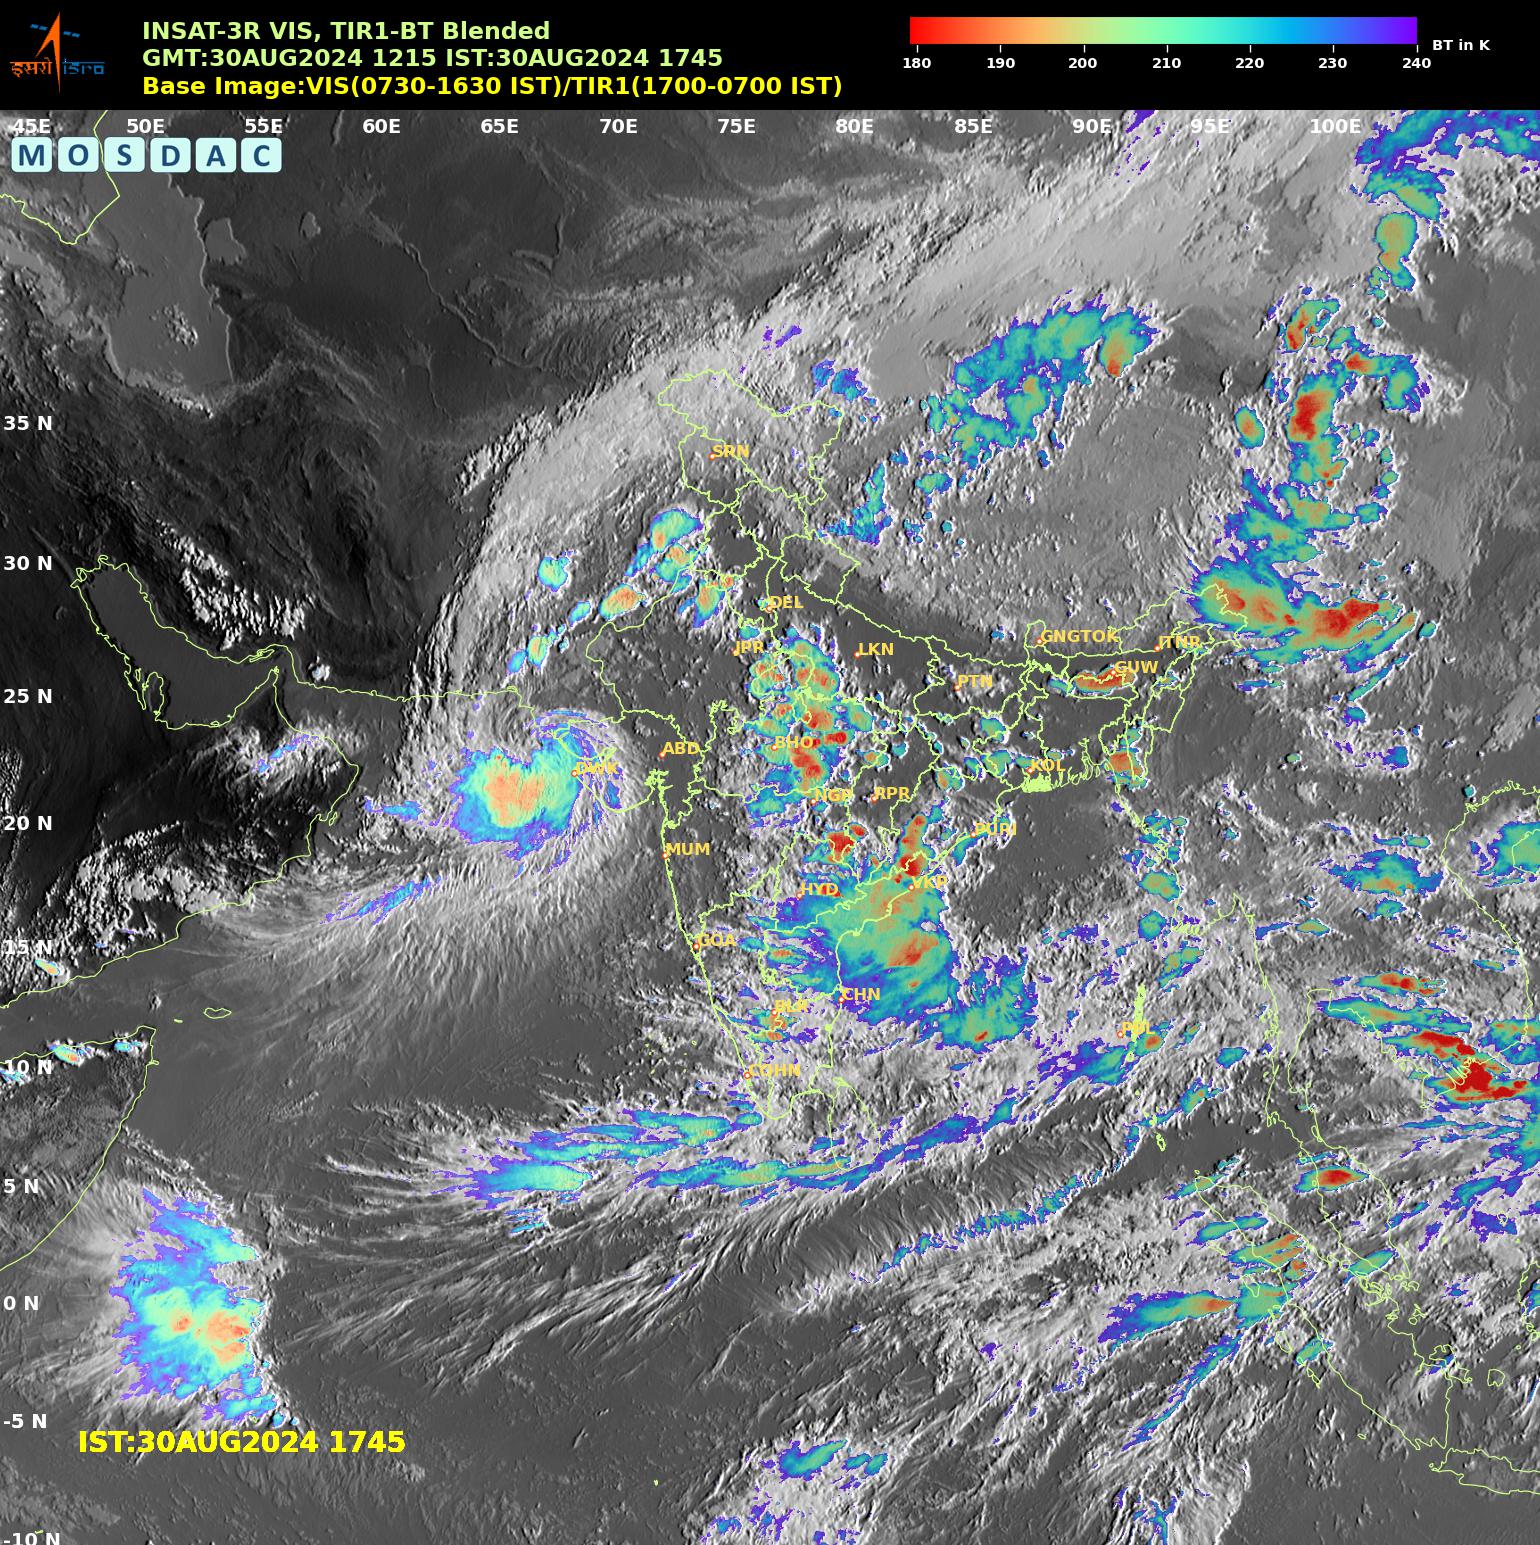 INSAT-3R VIS, TIR1-BT Blended
GMT:30AUG2024 1215 IST:30AUG2024 1745
Base Image:VIS(0730-1630 IST)/TIR1(1700-0700 IST)
इसरो isro
BT in K
180 190 200 210 220 230 240
45E 50E 55E 60E 65E 70E 75E 80E 85E 90E 95E 100E
MOSDAC
35 N
SRN
30 N
DEL
GNGTOK
ITNR
JPR
LKN
GUW
PTN
25 N
ABD
BHO
KOL
DWK
NGP
RPR
20 N
PURI
MUM
VKP
HYD
15 N
GOA
CHN
BLR
PBL
10 N
COHN
5 N
0 N
-5 N
IST:30AUG2024 1745
-10 N